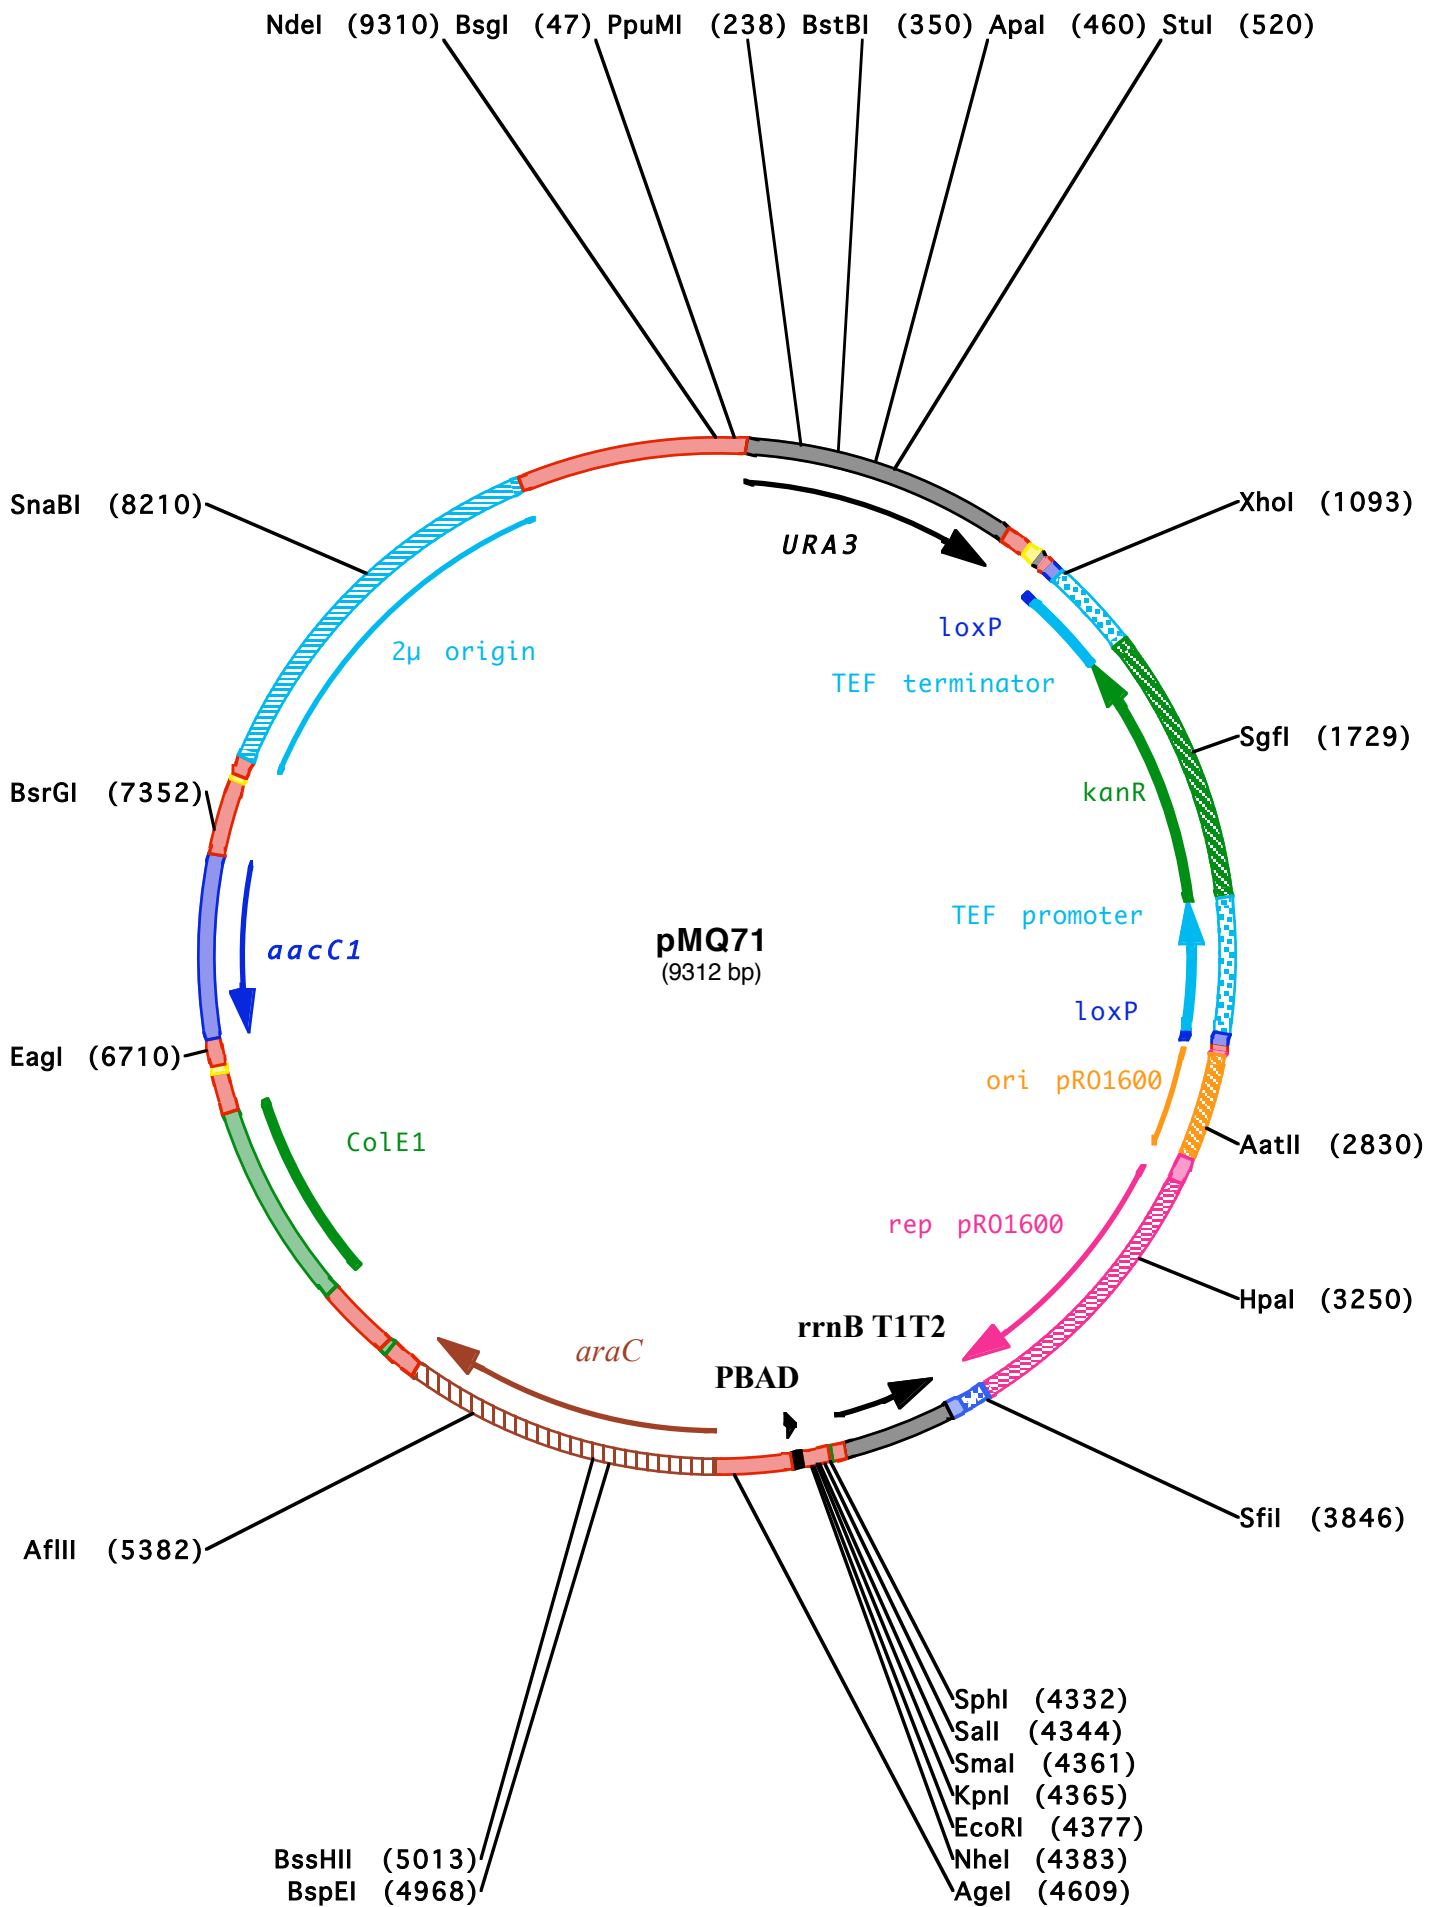 NdeI (9310) BsgI (47) PpuMI (238) BstBI (350) ApaI (460) StuI (520)
SnaBI (8210)
XhoI (1093)
URA3
loxP
2µ origin
TEF terminator
SgfI (1729)
BsrGI (7352)
kanR
TEF promoter
aacC1
pMQ71
(9312 bp)
loxP
EagI (6710)
ori pRO1600
ColE1
AatII (2830)
rep pRO1600
HpaI (3250)
rrnB T1T2
araC
PBAD
SfiI (3846)
AflII (5382)
SphI (4332)
SalI (4344)
SmaI (4361)
KpnI (4365)
EcoRI (4377)
BssHII (5013)
NheI (4383)
BspEI (4968)
AgeI (4609)